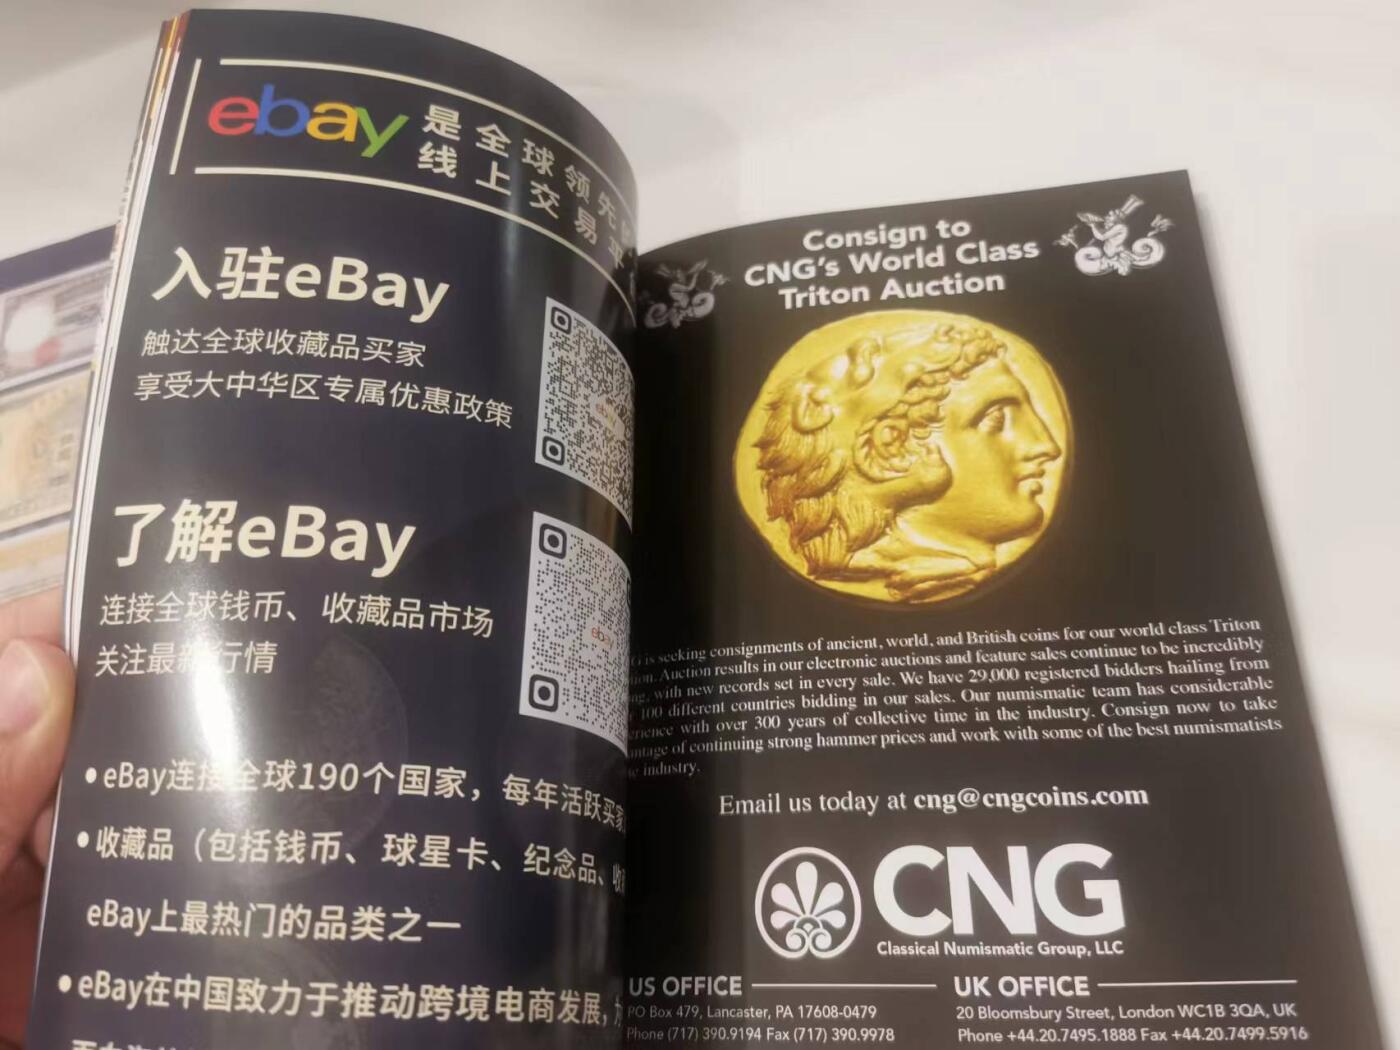 ebay 是全球领先
线上交易平
入驻eBay
触达全球收藏品买家
享受大中华区专属优惠政策
了解eBay
连接全球钱币、收藏品市场
关注最新行情
•eBay连接全球190个国家，每年活跃买家
•收藏品（包括钱币、球星卡、纪念品、
eBay上最热门的品类之一
•eBay在中国致力于推动跨境电商发展,
Consign to
CNG's World Class
Triton Auction
is seeking consignments of ancient, world, and British coins for our world class Triton
Auction results in our electronic auctions and feature sales continue to be incredibly
with new records set in every sale. We have 29,000 registered bidders hailing from
100 different countries bidding in our sales. Our numismatic team has considerable
with over 300 years of collective time in the industry. Consign now to take
of continuing strong hammer prices and work with some of the best numismatists
industry.
Email us today at cng@cngcoins.com
CNG
Classical Numismatic Group, LLC
US OFFICE
PO Box 479, Lancaster, PA 17608-0479
Phone (717) 390.9194 Fax (717) 390.9978
UK OFFICE
20 Bloomsbury Street, London WC1B 3QA, UK
Phone +44.20.7495.1888 Fax +44.20.7499.5916